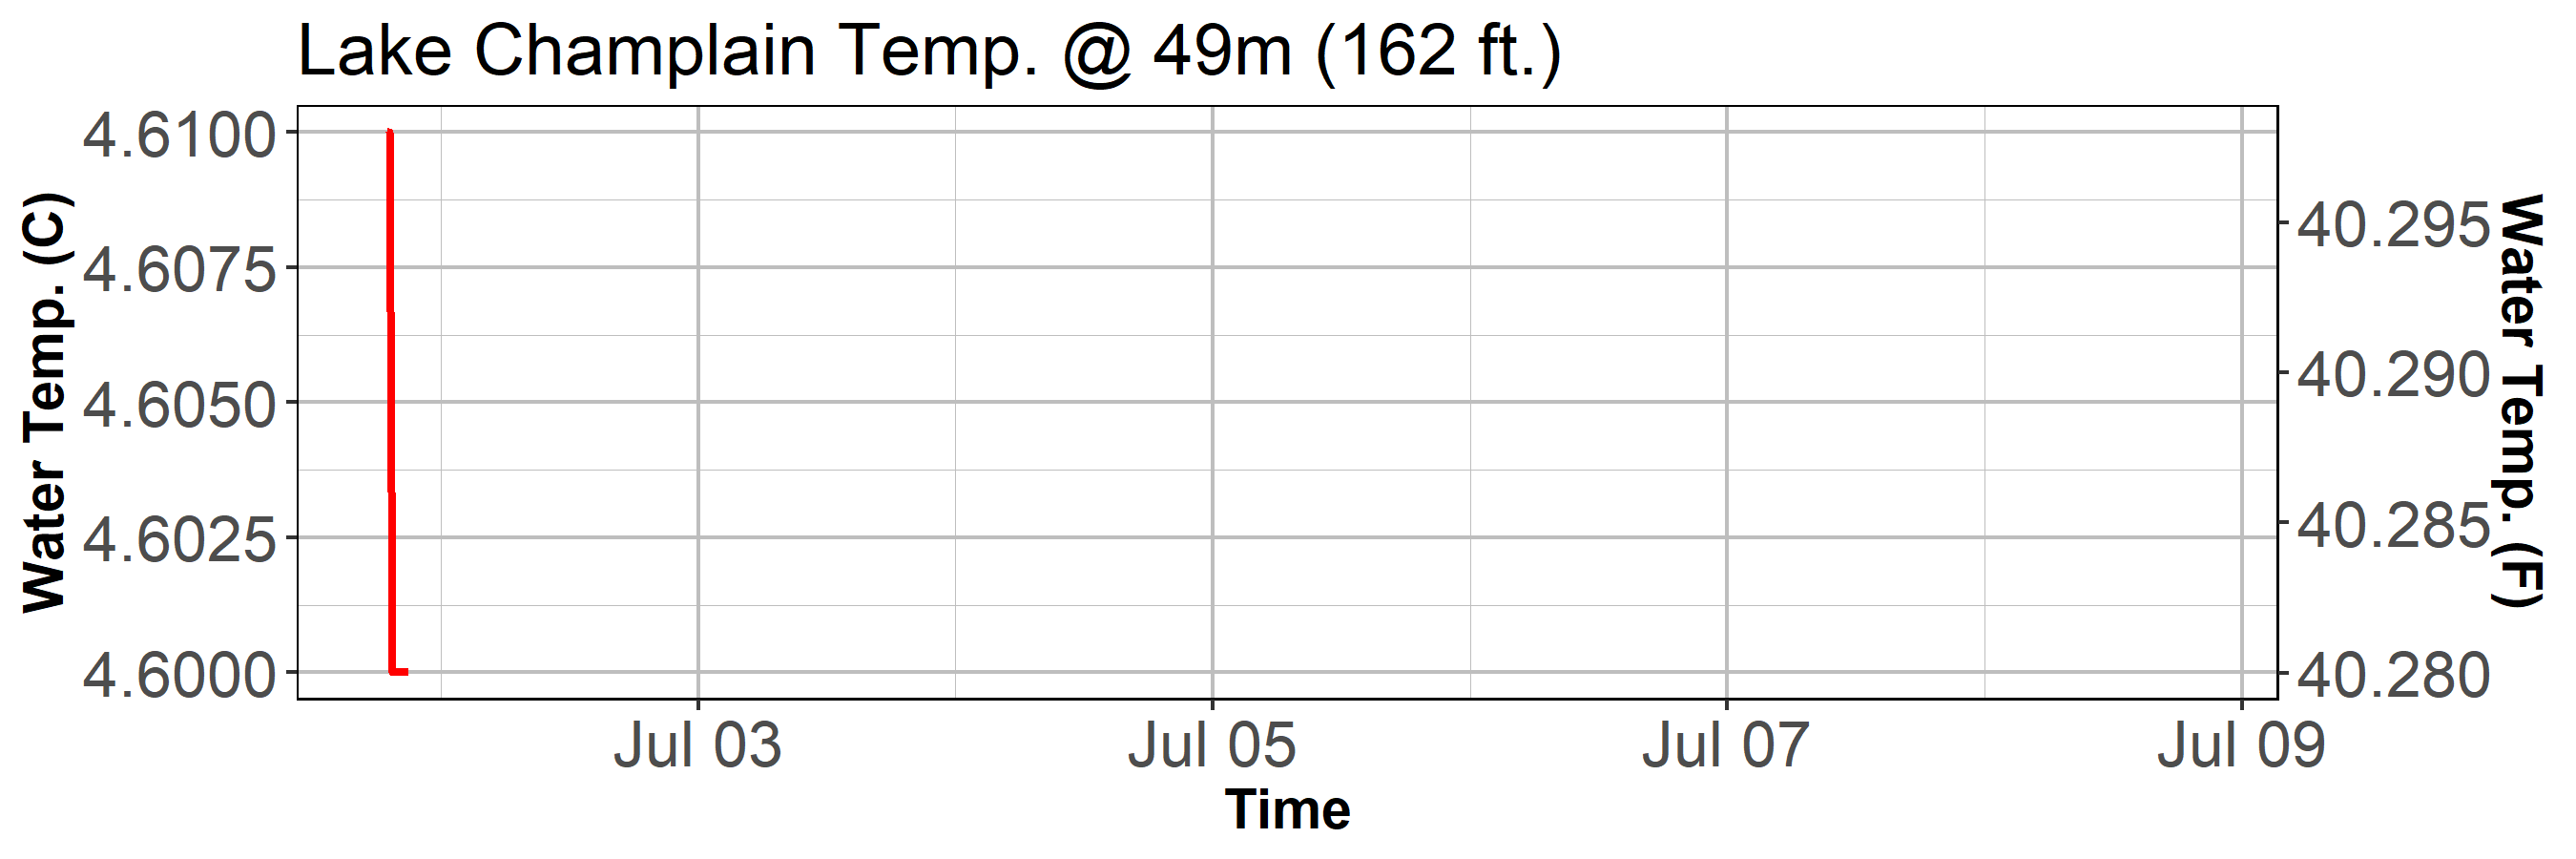 Lake Champlain Temp. @ 49m (162 ft.)
Water Temp. (C)
4.6100
4.6075
4.6050
4.6025
4.6000
40.295
40.290
40.285
40.280
Water Temp. (F)
Jul 03 Jul 05 Jul 07 Jul 09
Time